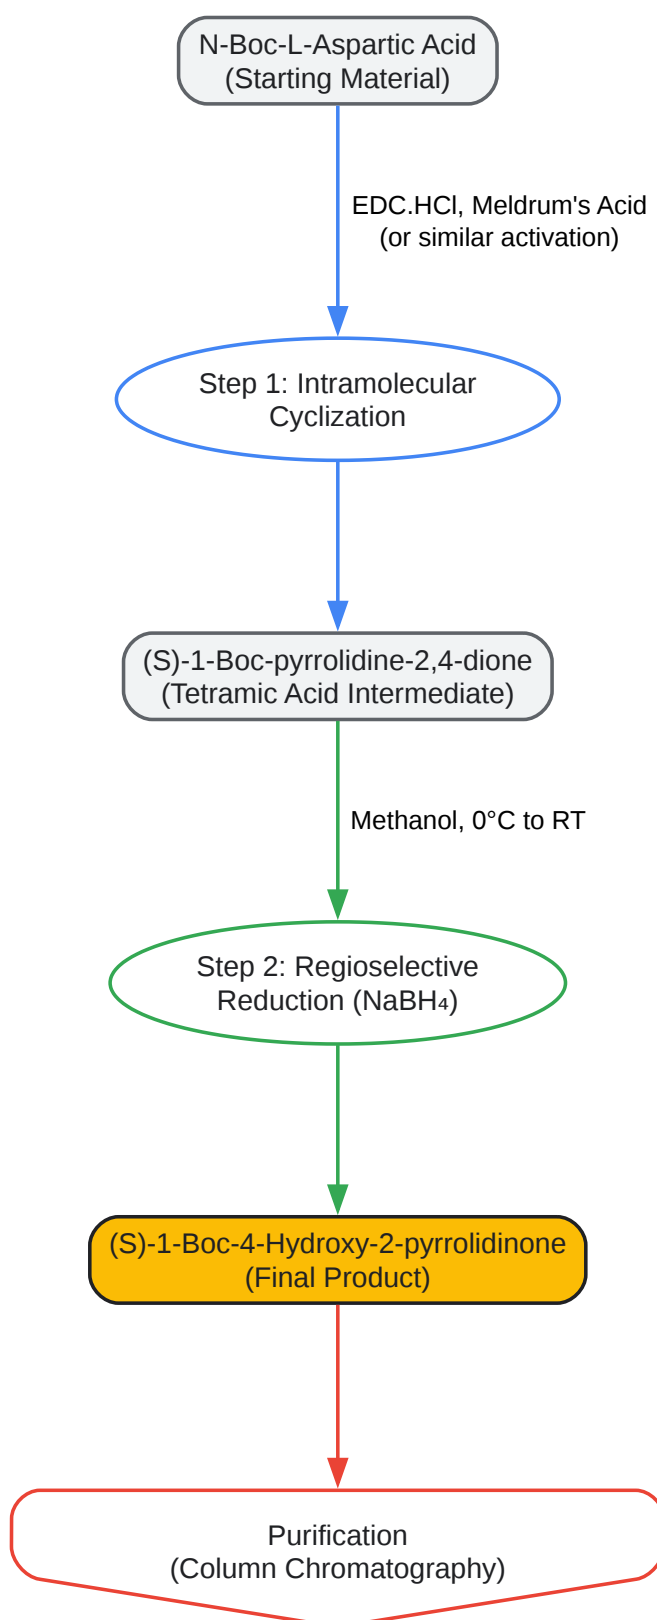 N-Boc-L-Aspartic Acid
(Starting Material)
EDC.HCl, Meldrum's Acid
(or similar activation)
Step 1: Intramolecular
Cyclization
(S)-1-Boc-pyrrolidine-2,4-dione
(Tetramic Acid Intermediate)
Methanol, 0°C to RT
Step 2: Regioselective
Reduction (NaBH₄)
(S)-1-Boc-4-Hydroxy-2-pyrrolidinone
(Final Product)
Purification
(Column Chromatography)